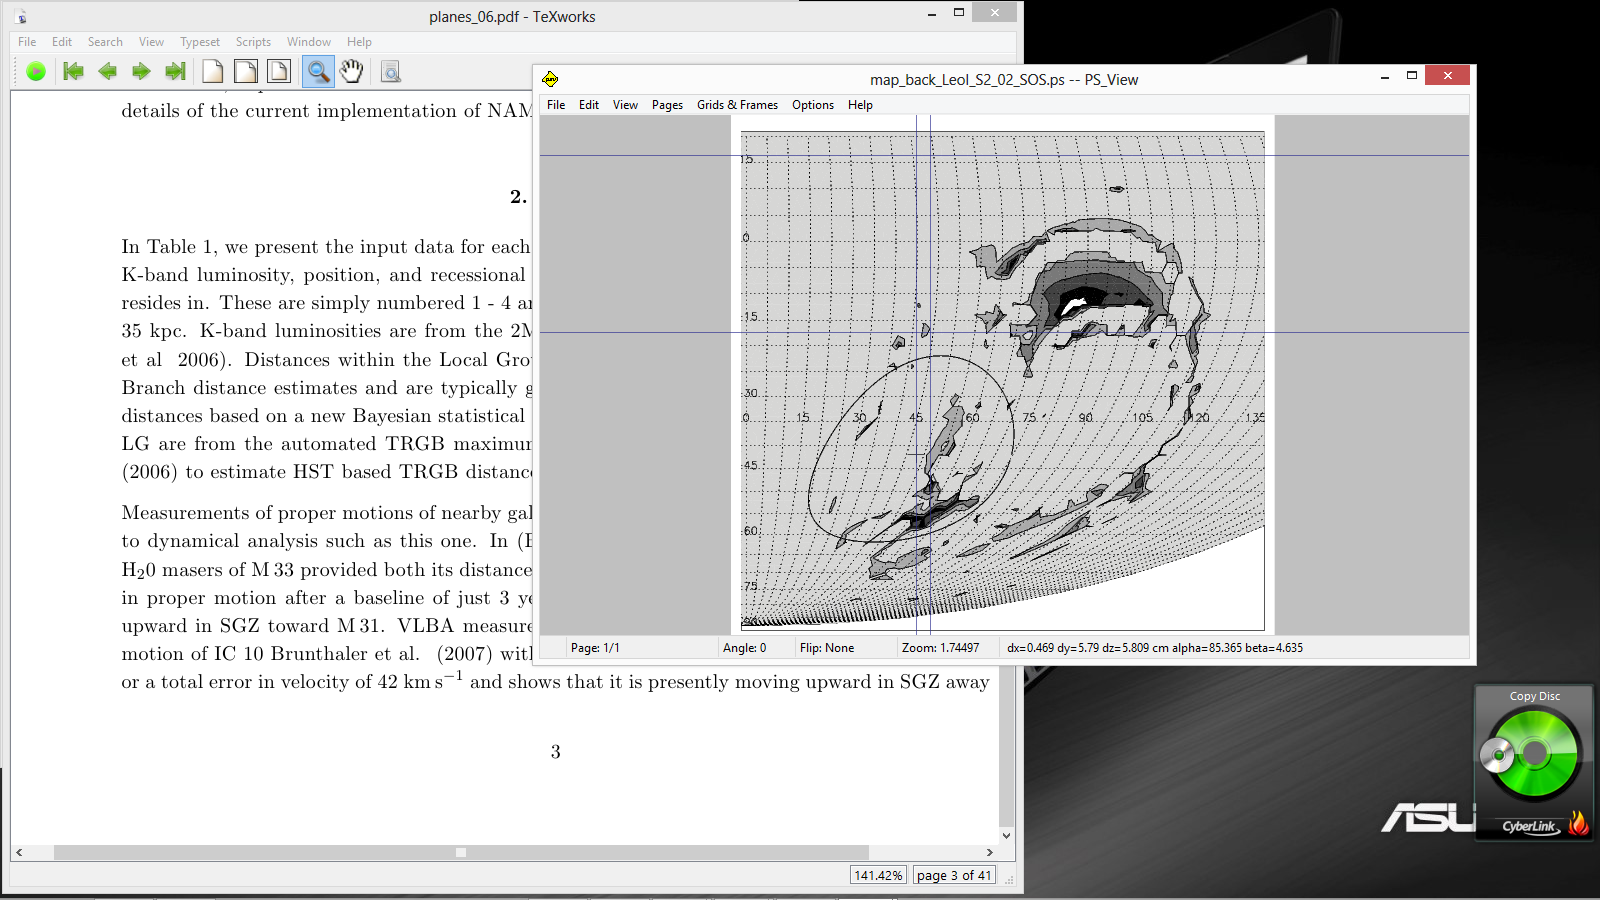 planes_06.pdf - TeXworks
File Edit Search View Typeset Scripts Window Help
details of the current implementation of NAM
2.
In Table 1, we present the input data for each
K-band luminosity, position, and recessional
resides in. These are simply numbered 1 - 4 
35 kpc. K-band luminosities are from the 2M
et al 2006). Distances within the Local Gro
Branch distance estimates and are typically g
distances based on a new Bayesian statistical
LG are from the automated TRGB maximum
(2006) to estimate HST based TRGB distance
Measurements of proper motions of nearby gal
to dynamical analysis such as this one. In (
H₂0 masers of M 33 provided both its distance
in proper motion after a baseline of just 3 ye
upward in SGZ toward M 31. VLBA measure
motion of IC 10 Brunthaler et al. (2007) wit
or a total error in velocity of 42 km s⁻¹ and shows that it is presently moving upward in SGZ away
3
141.42% page 3 of 41
map_back_LeoI_S2_02_SOS.ps -- PS_View
File Edit View Pages Grids & Frames Options Help
15
0
15
30
0 15 30 45 60 75 90 105 120 135
45
60
75
90
Page: 1/1 Angle: 0 Flip: None Zoom: 1.74497 dx=0.469 dy=5.79 dz=5.809 cm alpha=85.365 beta=4.635
Copy Disc
CyberLink
ASU